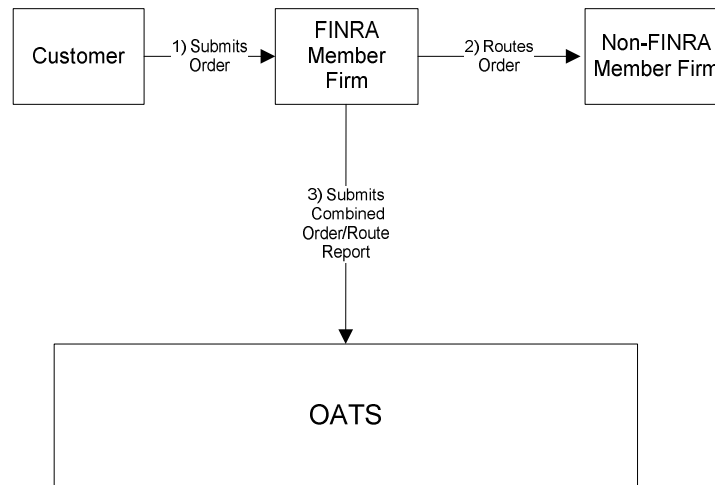 Customer
1) Submits
Order
FINRA
Member
Firm
2) Routes
Order
Non-FINRA
Member Firm
3) Submits
Combined
Order/Route
Report
OATS